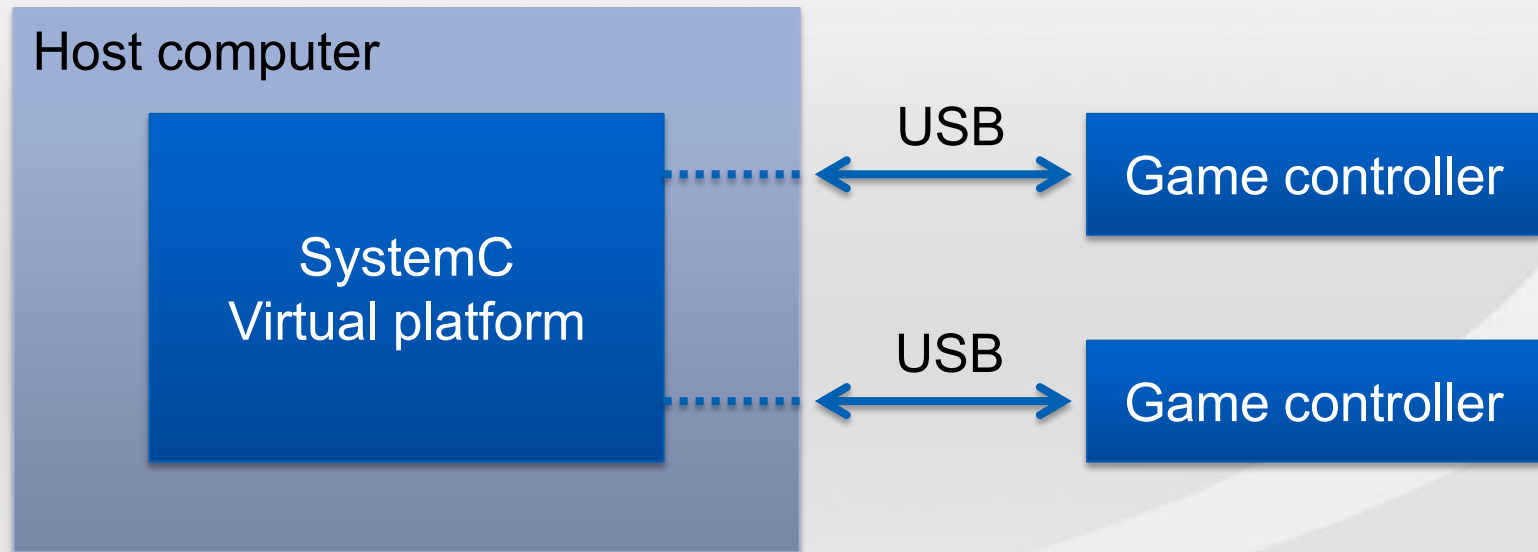 Host computer
USB
Game controller
SystemC
Virtual platform
USB
Game controller